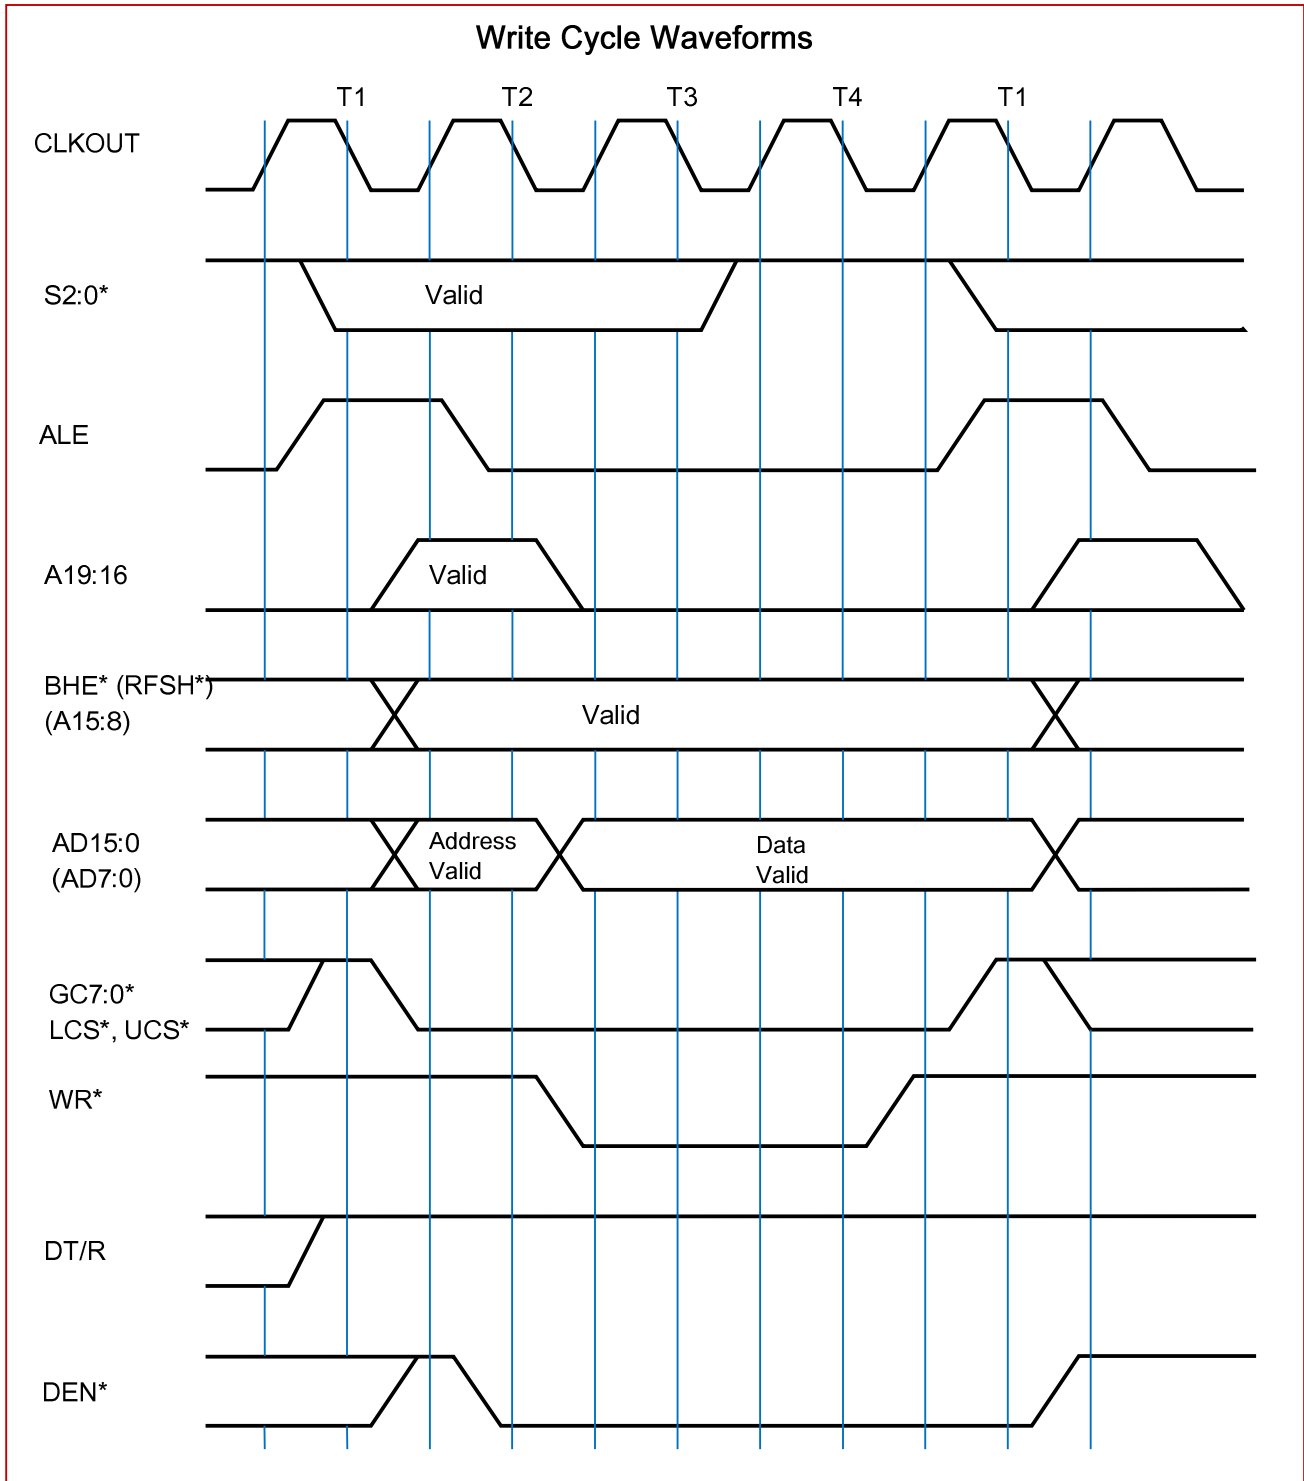 Write Cycle Waveforms
T1 T2 T3 T4 T1
CLKOUT
S2:0* Valid
ALE
A19:16 Valid
BHE* (RFSH*)
(A15:8) Valid
AD15:0 Address Data
(AD7:0) Valid Valid
GC7:0*
LCS*, UCS*
WR*
DT/R
DEN*